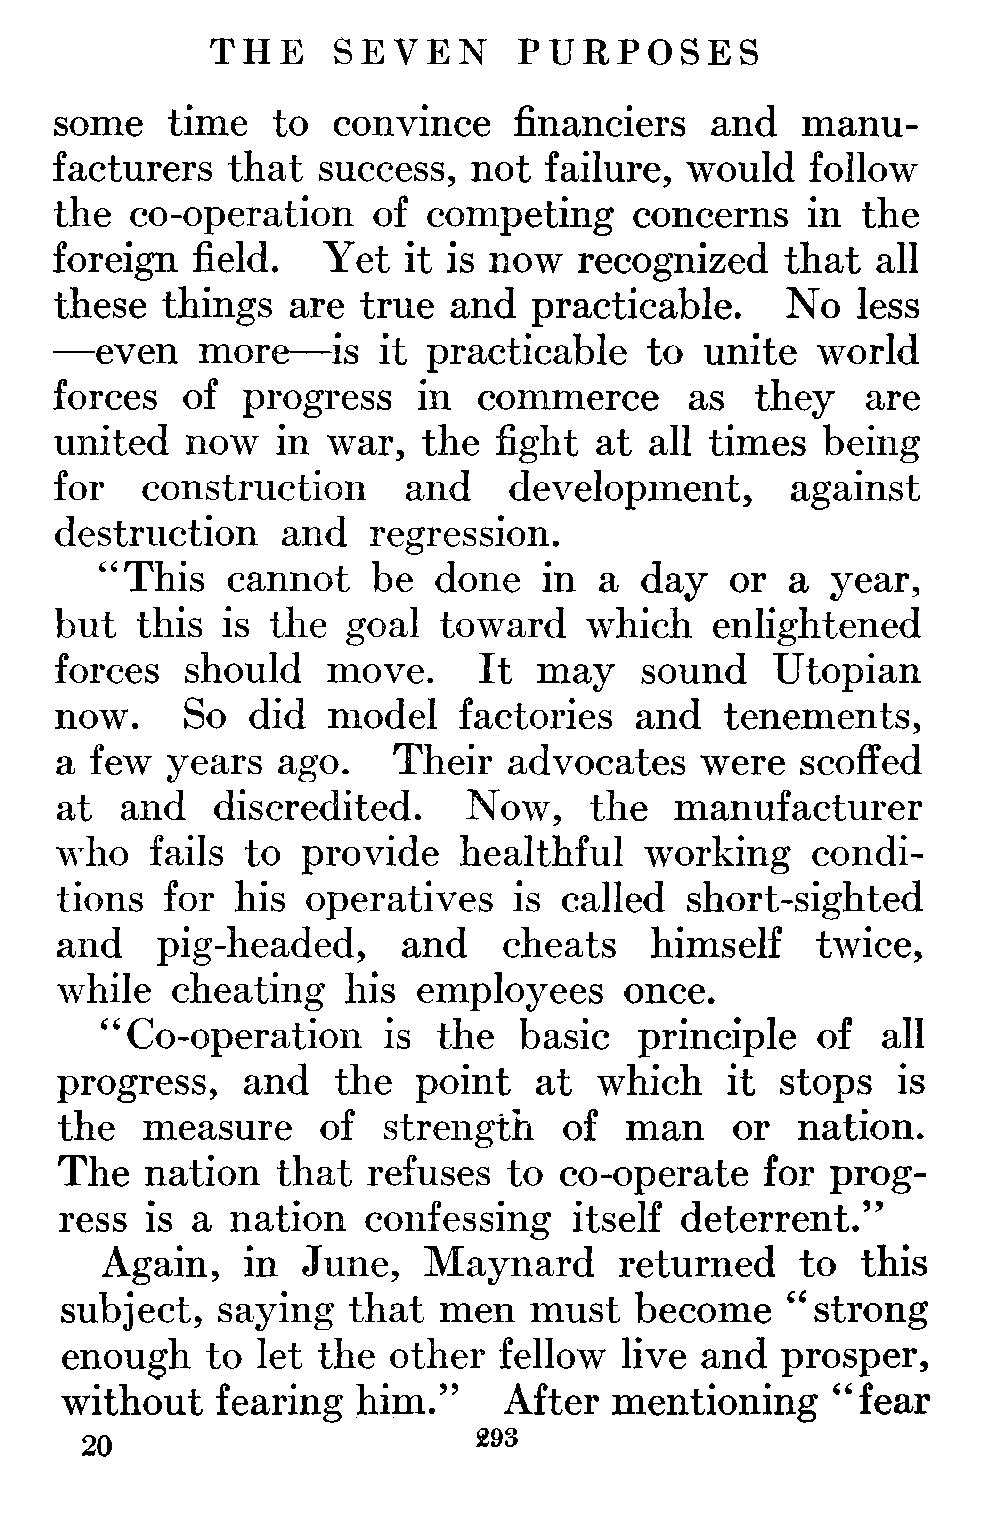 THE SEVEN PURPOSES
some time to convince financiers and manu-
facturers that success, not failure, would follow
the co-operation of competing concerns in the
foreign field. Yet it is now recognized that all
these things are true and practicable. No less
—even more—is it practicable to unite world
forces of progress in commerce as they are
united now in war, the fight at all times being
for construction and development, against
destruction and regression.
“This cannot be done in a day or a year,
but this is the goal toward which enlightened
forces should move. It may sound Utopian
now. So did model factories and tenements,
a few years ago. Their advocates were scoffed
at and discredited. Now, the manufacturer
who fails to provide healthful working condi-
tions for his operatives is called short-sighted
and pig-headed, and cheats himself twice,
while cheating his employees once.
“Co-operation is the basic principle of all
progress, and the point at which it stops is
the measure of strength of man or nation.
The nation that refuses to co-operate for prog-
ress is a nation confessing itself deterrent.”
Again, in June, Maynard returned to this
subject, saying that men must become “strong
enough to let the other fellow live and prosper,
without fearing him.” After mentioning “fear
20 293